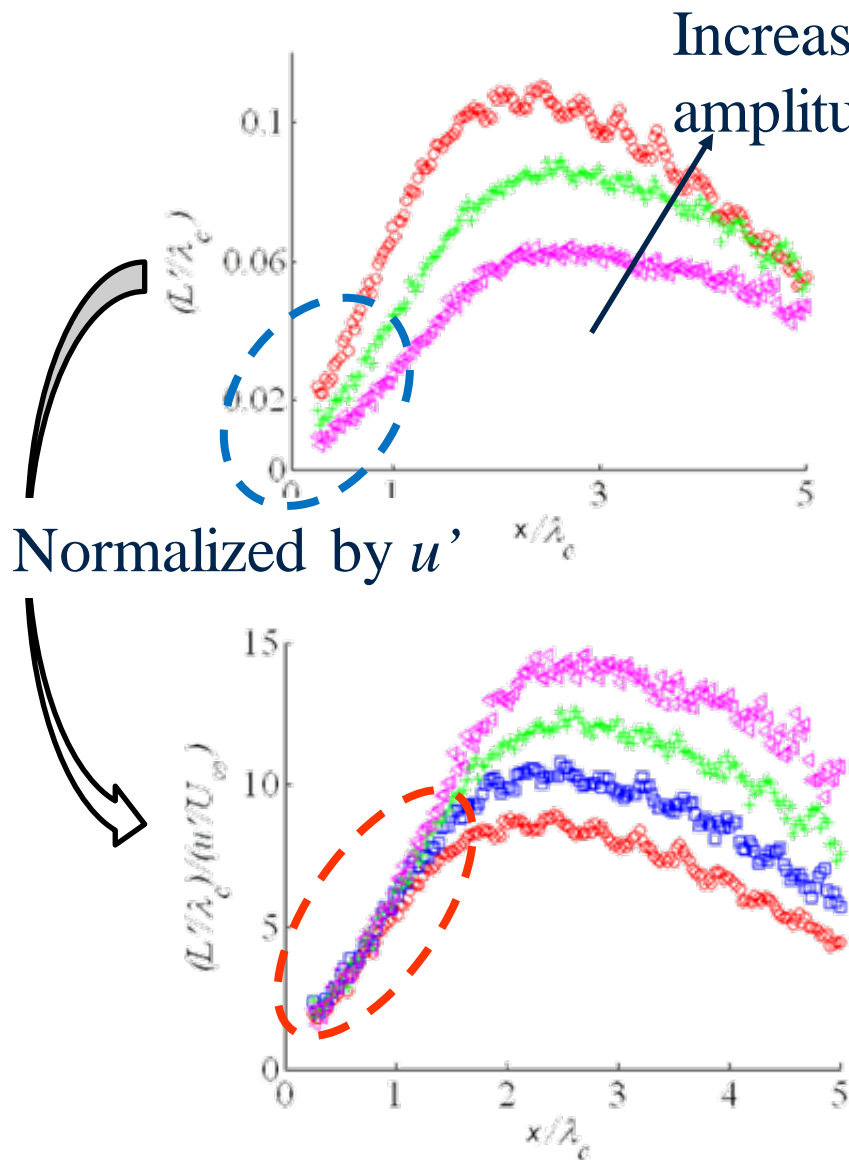 Increas
amplitu
0.1
0.06
0.02
0
(L'/λc)
0 1 3 5
x/λc
Normalized by u’
15
10
5
0
(L'/λc)/(u'/U∞)
0 1 2 3 4 5
x/λc